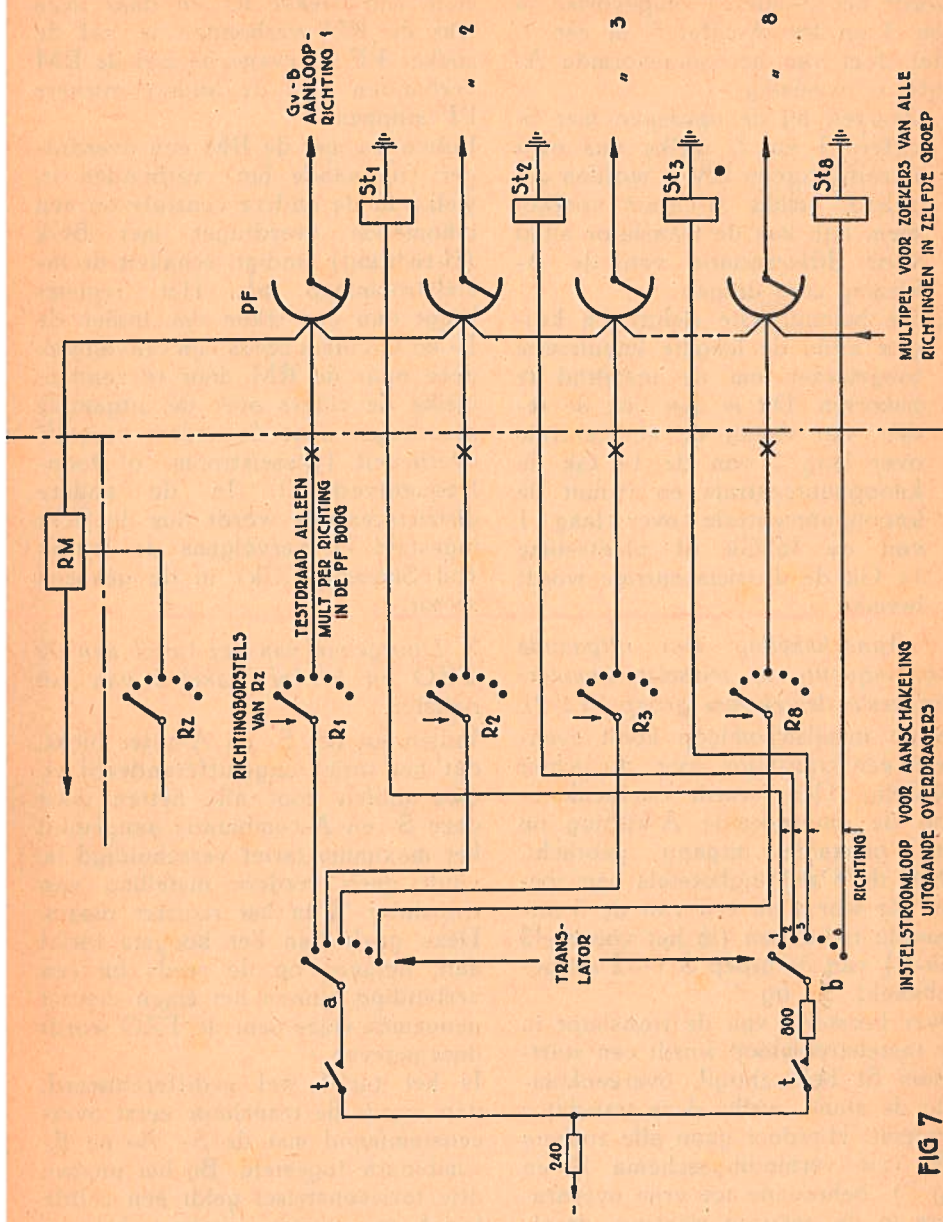 RM
Rz
RICHTINGBORSTELS
VAN Rz
TESTDRAAD ALLEEN
MULT PER RICHTING
IN DE PF BOOG
PF
Gv-B
AANLOOP-
RICHTING 1
R1
St1
R2
" 2
St2
R3
" 3
St3
R8
" 8
St8
a
t
TRANS-
LATOR
240
800
t
b
1
2
3
8
RICHTING
MULTIPEL VOOR ZOEKERS VAN ALLE
RICHTINGEN IN ZELFDE GROEP
INSTELSTROOMLOOP VOOR AANSCHAKELING
UITGAANDE OVERDRAGERS
FIG 7